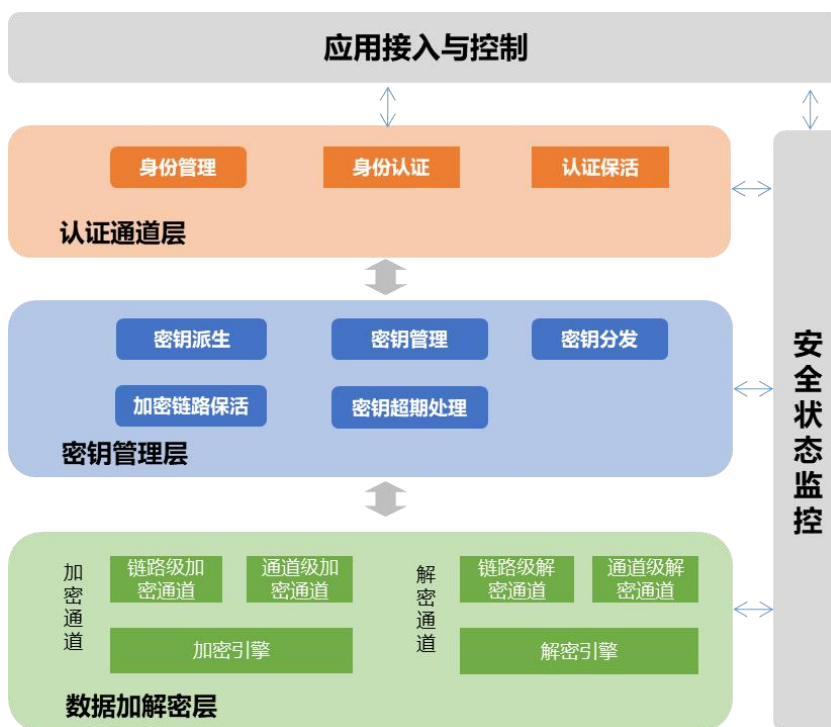 应用接入与控制
身份管理
身份认证
认证保活
认证通道层
密钥派生
密钥管理
密钥分发
加密链路保活
密钥超期处理
密钥管理层
加密通道
链路级加
密通道
通道级加
密通道
加密引擎
解密通道
链路级解
密通道
通道级解
密通道
解密引擎
数据加解密层
安全状态监控